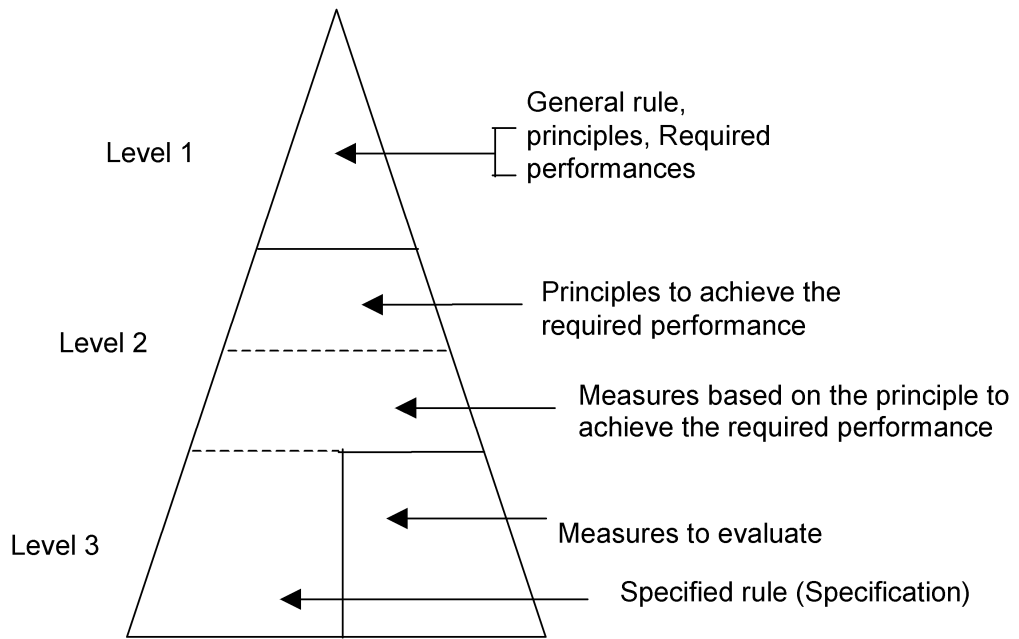 General rule,
Level 1
principles, Required
performances
Principles to achieve the
required performance
Level 2
Measures based on the principle to
achieve the required performance
Level 3
Measures to evaluate
Specified rule (Specification)